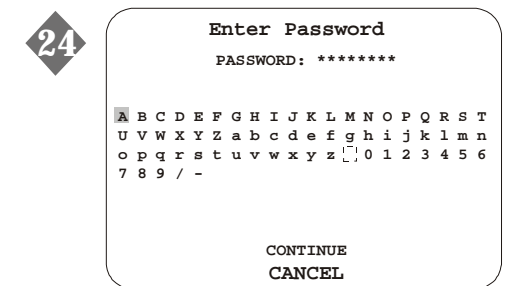 24
Enter Password
PASSWORD: ********
A B C D E F G H I J K L M N O P Q R S T
U V W X Y Z a b c d e f g h i j k l m n
o p q r s t u v w x y z 0 1 2 3 4 5 6
7 8 9 / -
CONTINUE
CANCEL